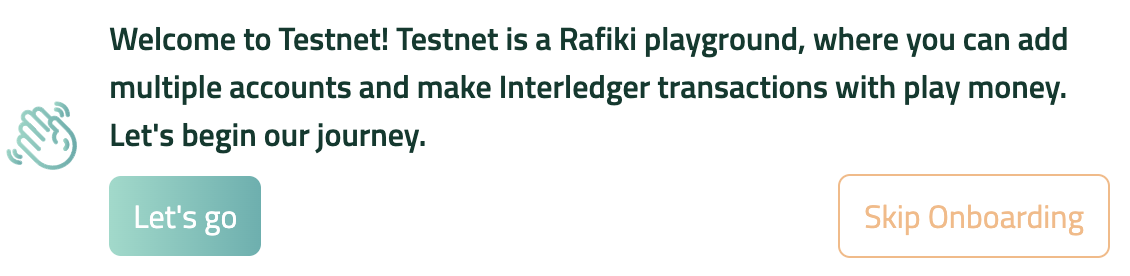 Welcome to Testnet! Testnet is a Rafiki playground, where you can add
multiple accounts and make Interledger transactions with play money.
Let's begin our journey.
Let's go
Skip Onboarding